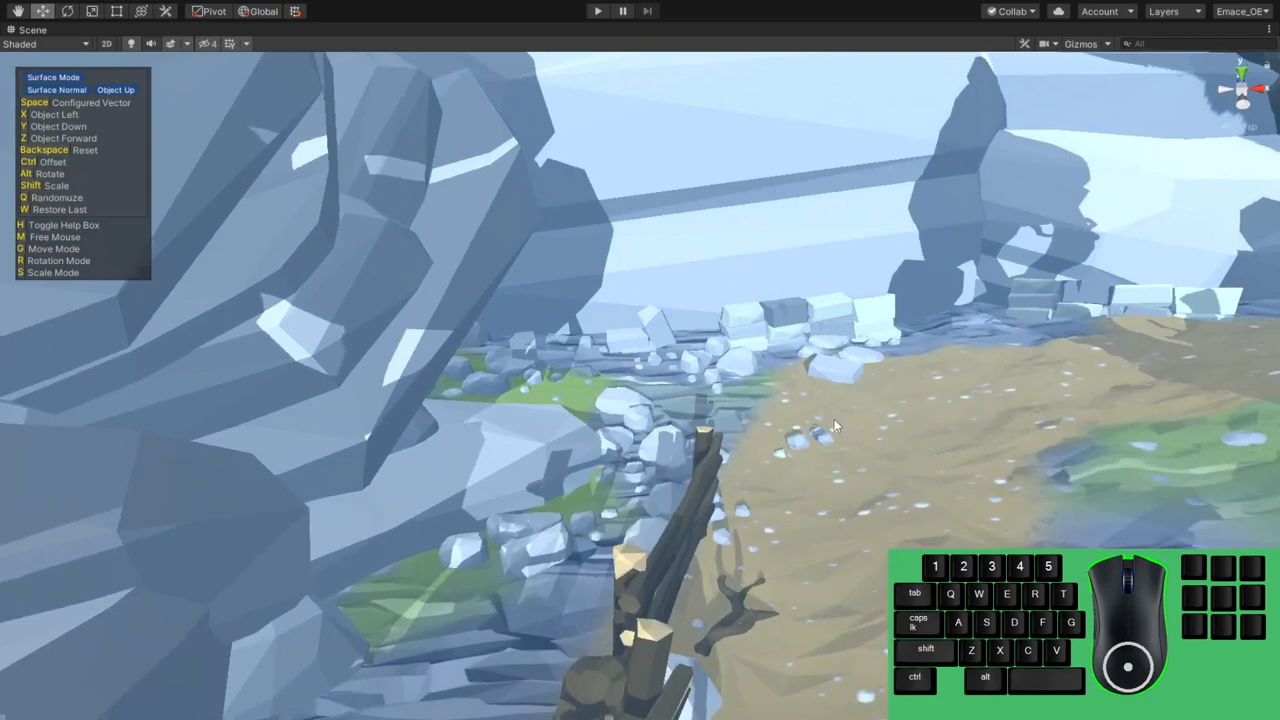 Pivot Global Collab Account Layers Emace_OE
Scene
Shaded 2D 4 Gizmos All
Surface Mode
Surface Normal Object Up
Space Configured Vector
X Object Left
Y Object Down
Z Object Forward
Backspace Reset
Ctrl Offset
Alt Rotate
Shift Scale
Q Randomuze
W Restore Last
H Toggle Help Box
M Free Mouse
G Move Mode
R Rotation Mode
S Scale Mode
y
x
1 2 3 4 5
tab Q W E R T
caps lk A S D F G
shift Z X C V
ctrl alt